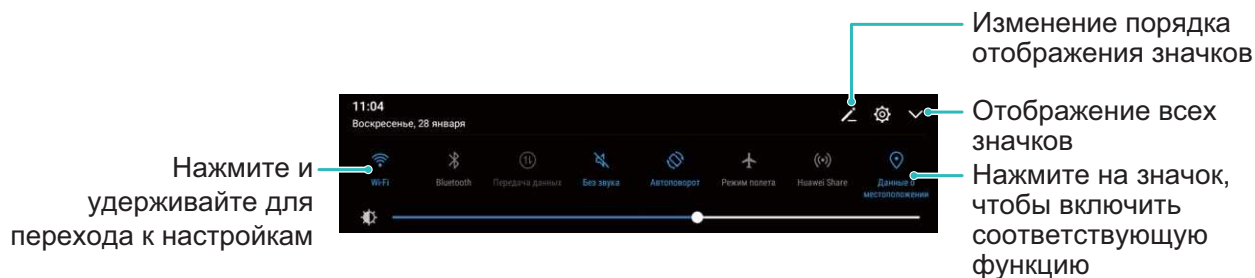 Изменение порядка
отображения значков
11:04
Воскресенье, 28 января
Отображение всех
значков
Нажмите и
удерживайте для
перехода к настройкам
Wi-Fi
Bluetooth
Передача данных
Без звука
Автоповорот
Режим полета
Huawei Share
Данные о
местоположении
Нажмите на значок,
чтобы включить
соответствующую
функцию